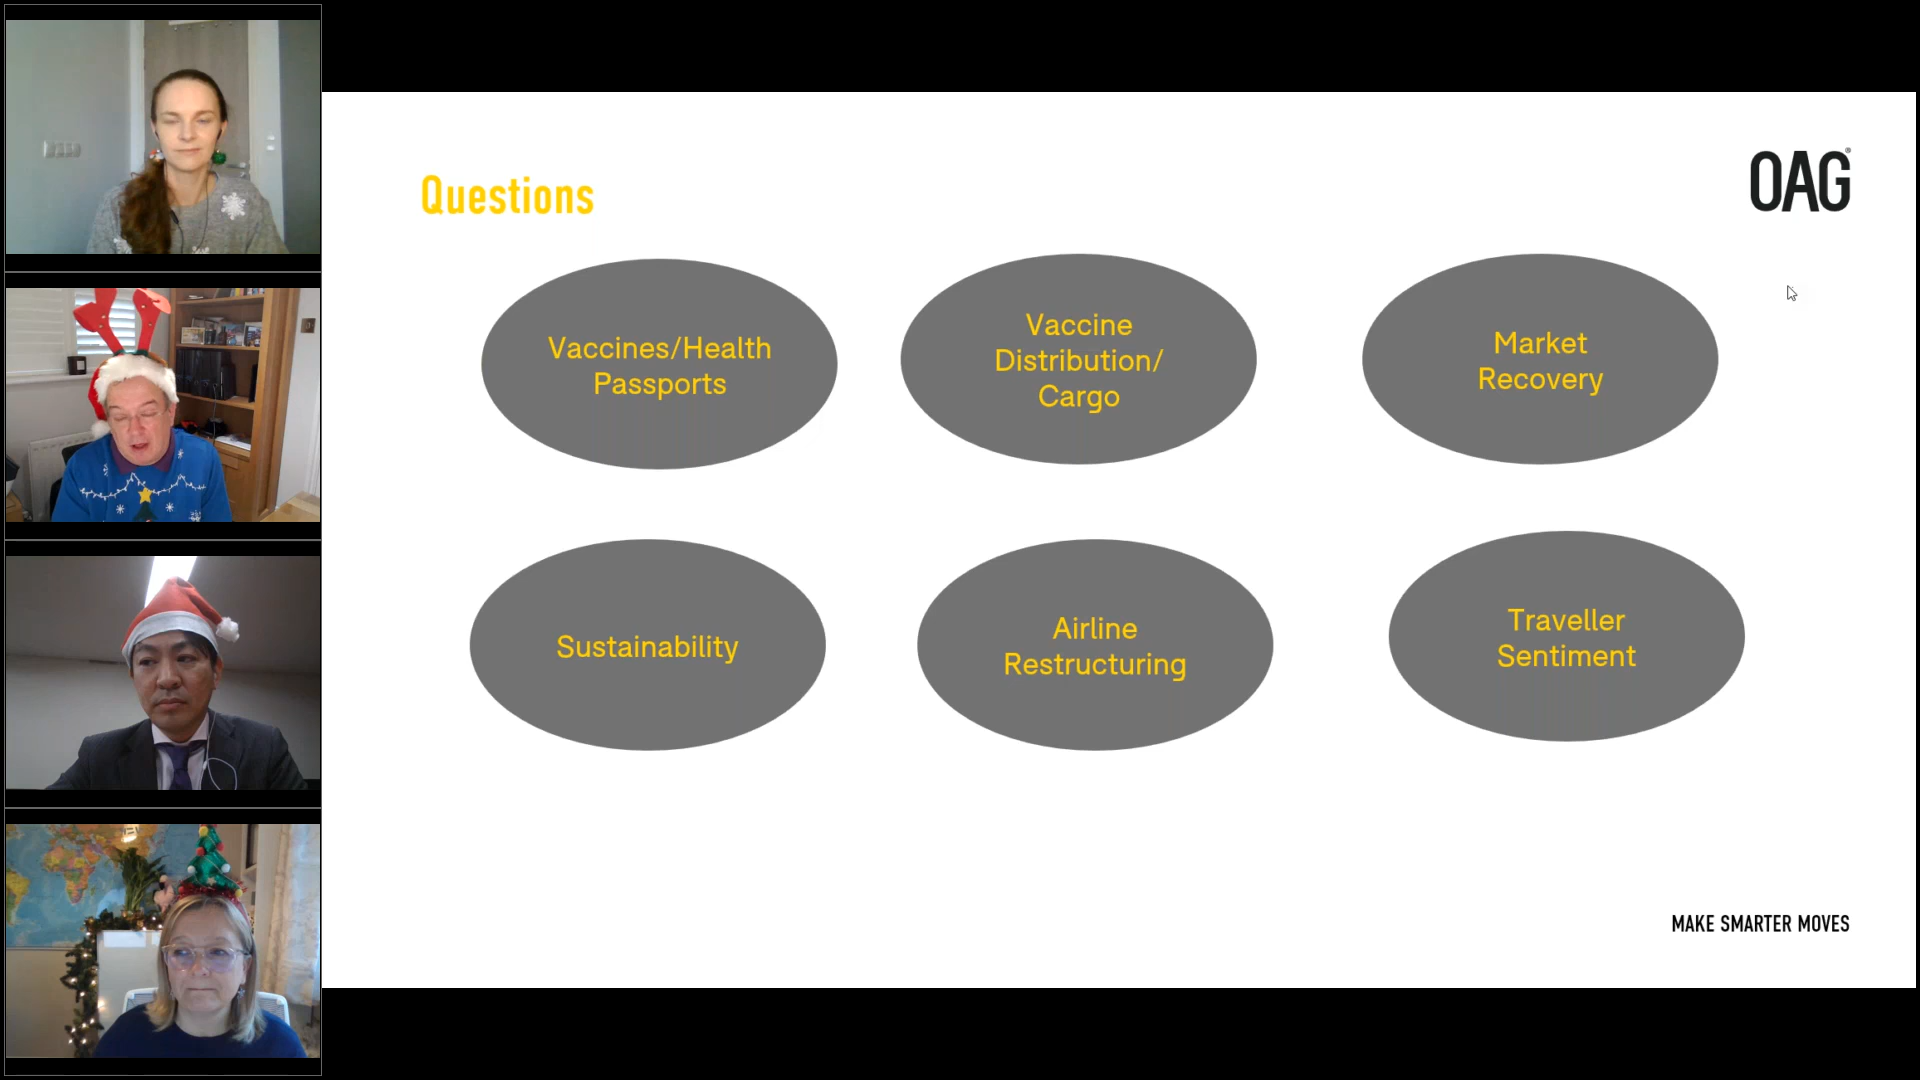 Questions
OAG®
Vaccines/Health
Passports
Vaccine
Distribution/
Cargo
Market
Recovery
Sustainability
Airline
Restructuring
Traveller
Sentiment
MAKE SMARTER MOVES